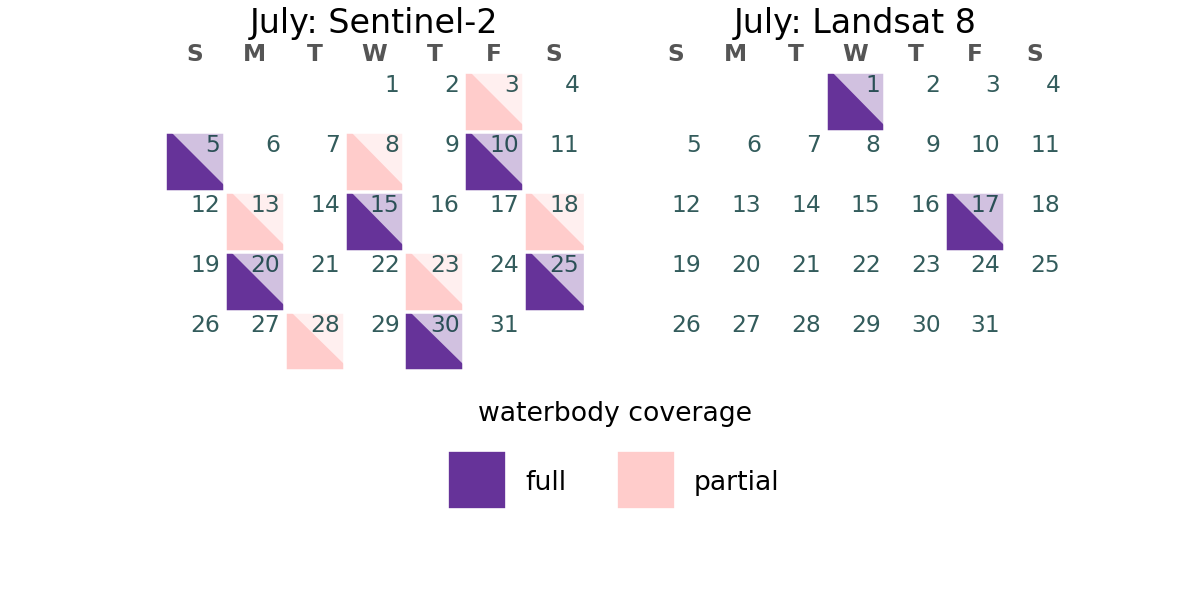 July: Sentinel-2
S M T W T F S
1 2 3 4
5 6 7 8 9 10 11
12 13 14 15 16 17 18
19 20 21 22 23 24 25
26 27 28 29 30 31
July: Landsat 8
S M T W T F S
1 2 3 4
5 6 7 8 9 10 11
12 13 14 15 16 17 18
19 20 21 22 23 24 25
26 27 28 29 30 31
waterbody coverage
full partial